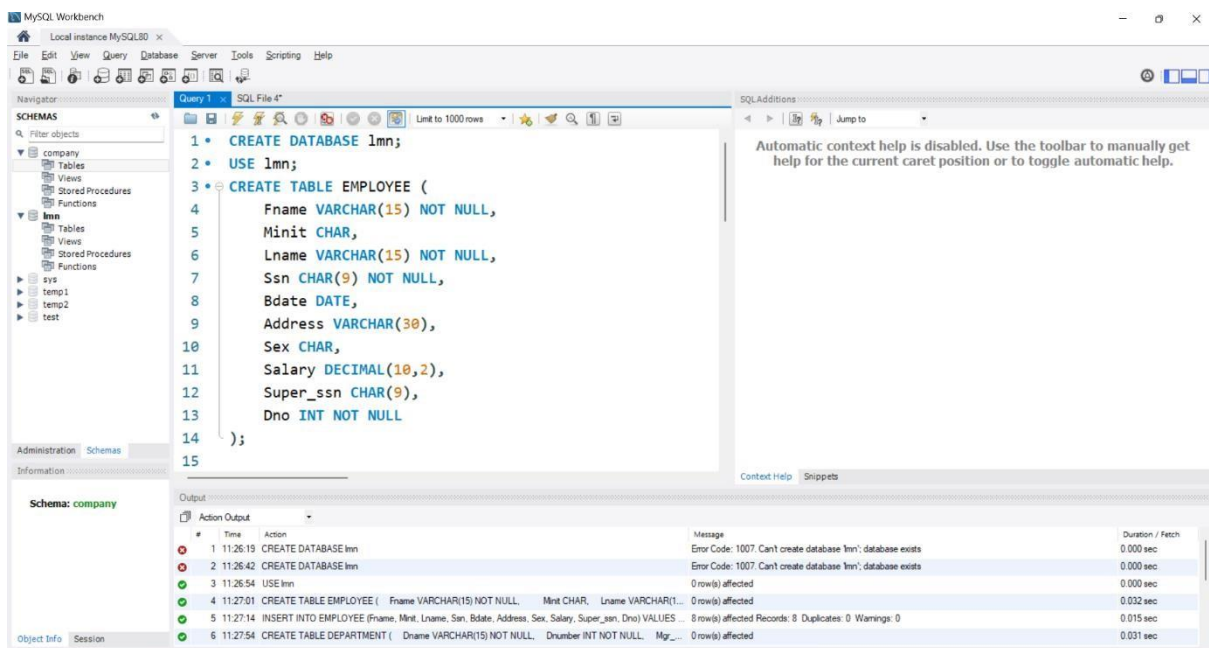 MySQL Workbench
Local instance MySQL80 ×
File Edit View Query Database Server Tools Scripting Help
Navigator
SCHEMAS
Filter objects
company
Tables
Views
Stored Procedures
Functions
lmn
Tables
Views
Stored Procedures
Functions
sys
temp1
temp2
test
Administration Schemas
Information
Schema: company
Object Info Session
Query 1 × SQL File 4*
Limit to 1000 rows
1 CREATE DATABASE lmn;
2 USE lmn;
3 CREATE TABLE EMPLOYEE (
4 Fname VARCHAR(15) NOT NULL,
5 Minit CHAR,
6 Lname VARCHAR(15) NOT NULL,
7 Ssn CHAR(9) NOT NULL,
8 Bdate DATE,
9 Address VARCHAR(30),
10 Sex CHAR,
11 Salary DECIMAL(10,2),
12 Super_ssn CHAR(9),
13 Dno INT NOT NULL
14 );
15
SQLAdditions
Jump to
Automatic context help is disabled. Use the toolbar to manually get
help for the current caret position or to toggle automatic help.
Context Help Snippets
Output
Action Output
# Time Action Message Duration / Fetch
1 11:26:19 CREATE DATABASE lmn Error Code: 1007. Can't create database 'lmn'; database exists 0.000 sec
2 11:26:42 CREATE DATABASE lmn Error Code: 1007. Can't create database 'lmn'; database exists 0.000 sec
3 11:26:54 USE lmn 0 row(s) affected 0.000 sec
4 11:27:01 CREATE TABLE EMPLOYEE ( Fname VARCHAR(15) NOT NULL, Minit CHAR, Lname VARCHAR(1... 0 row(s) affected 0.032 sec
5 11:27:14 INSERT INTO EMPLOYEE (Fname, Minit, Lname, Ssn, Bdate, Address, Sex, Salary, Super_ssn, Dno) VALUES ... 8 row(s) affected Records: 8 Duplicates: 0 Warnings: 0 0.015 sec
6 11:27:54 CREATE TABLE DEPARTMENT ( Dname VARCHAR(15) NOT NULL, Dnumber INT NOT NULL, Mgr_... 0 row(s) affected 0.031 sec